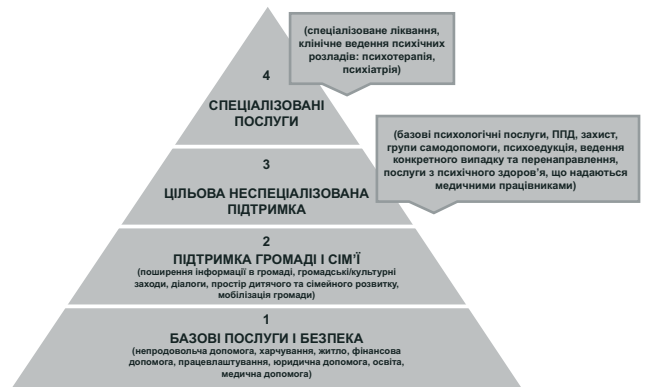 (спеціалізоване ліквання,
клінічне ведення психічних
розладів: психотерапія,
психіатрія)
4
СПЕЦІАЛІЗОВАНІ
ПОСЛУГИ
(базові психологічні послуги, ППД, захист,
групи самодопомоги, психоедукція, ведення
конкретного випадку та перенаправлення,
послуги з психічного здоров'я, що надаються
медичними працівниками)
3
ЦІЛЬОВА НЕСПЕЦІАЛІЗОВАНА
ПІДТРИМКА
2
ПІДТРИМКА ГРОМАДІ І СІМ'Ї
(поширення інформації в громаді, громадські/культурні
заходи, діалоги, простір дитячого та сімейного розвитку,
мобілізація громади)
1
БАЗОВІ ПОСЛУГИ І БЕЗПЕКА
(непродовольча допомога, харчування, житло, фінансова
допомога, працевлаштування, юридична допомога, освіта,
медична допомога)